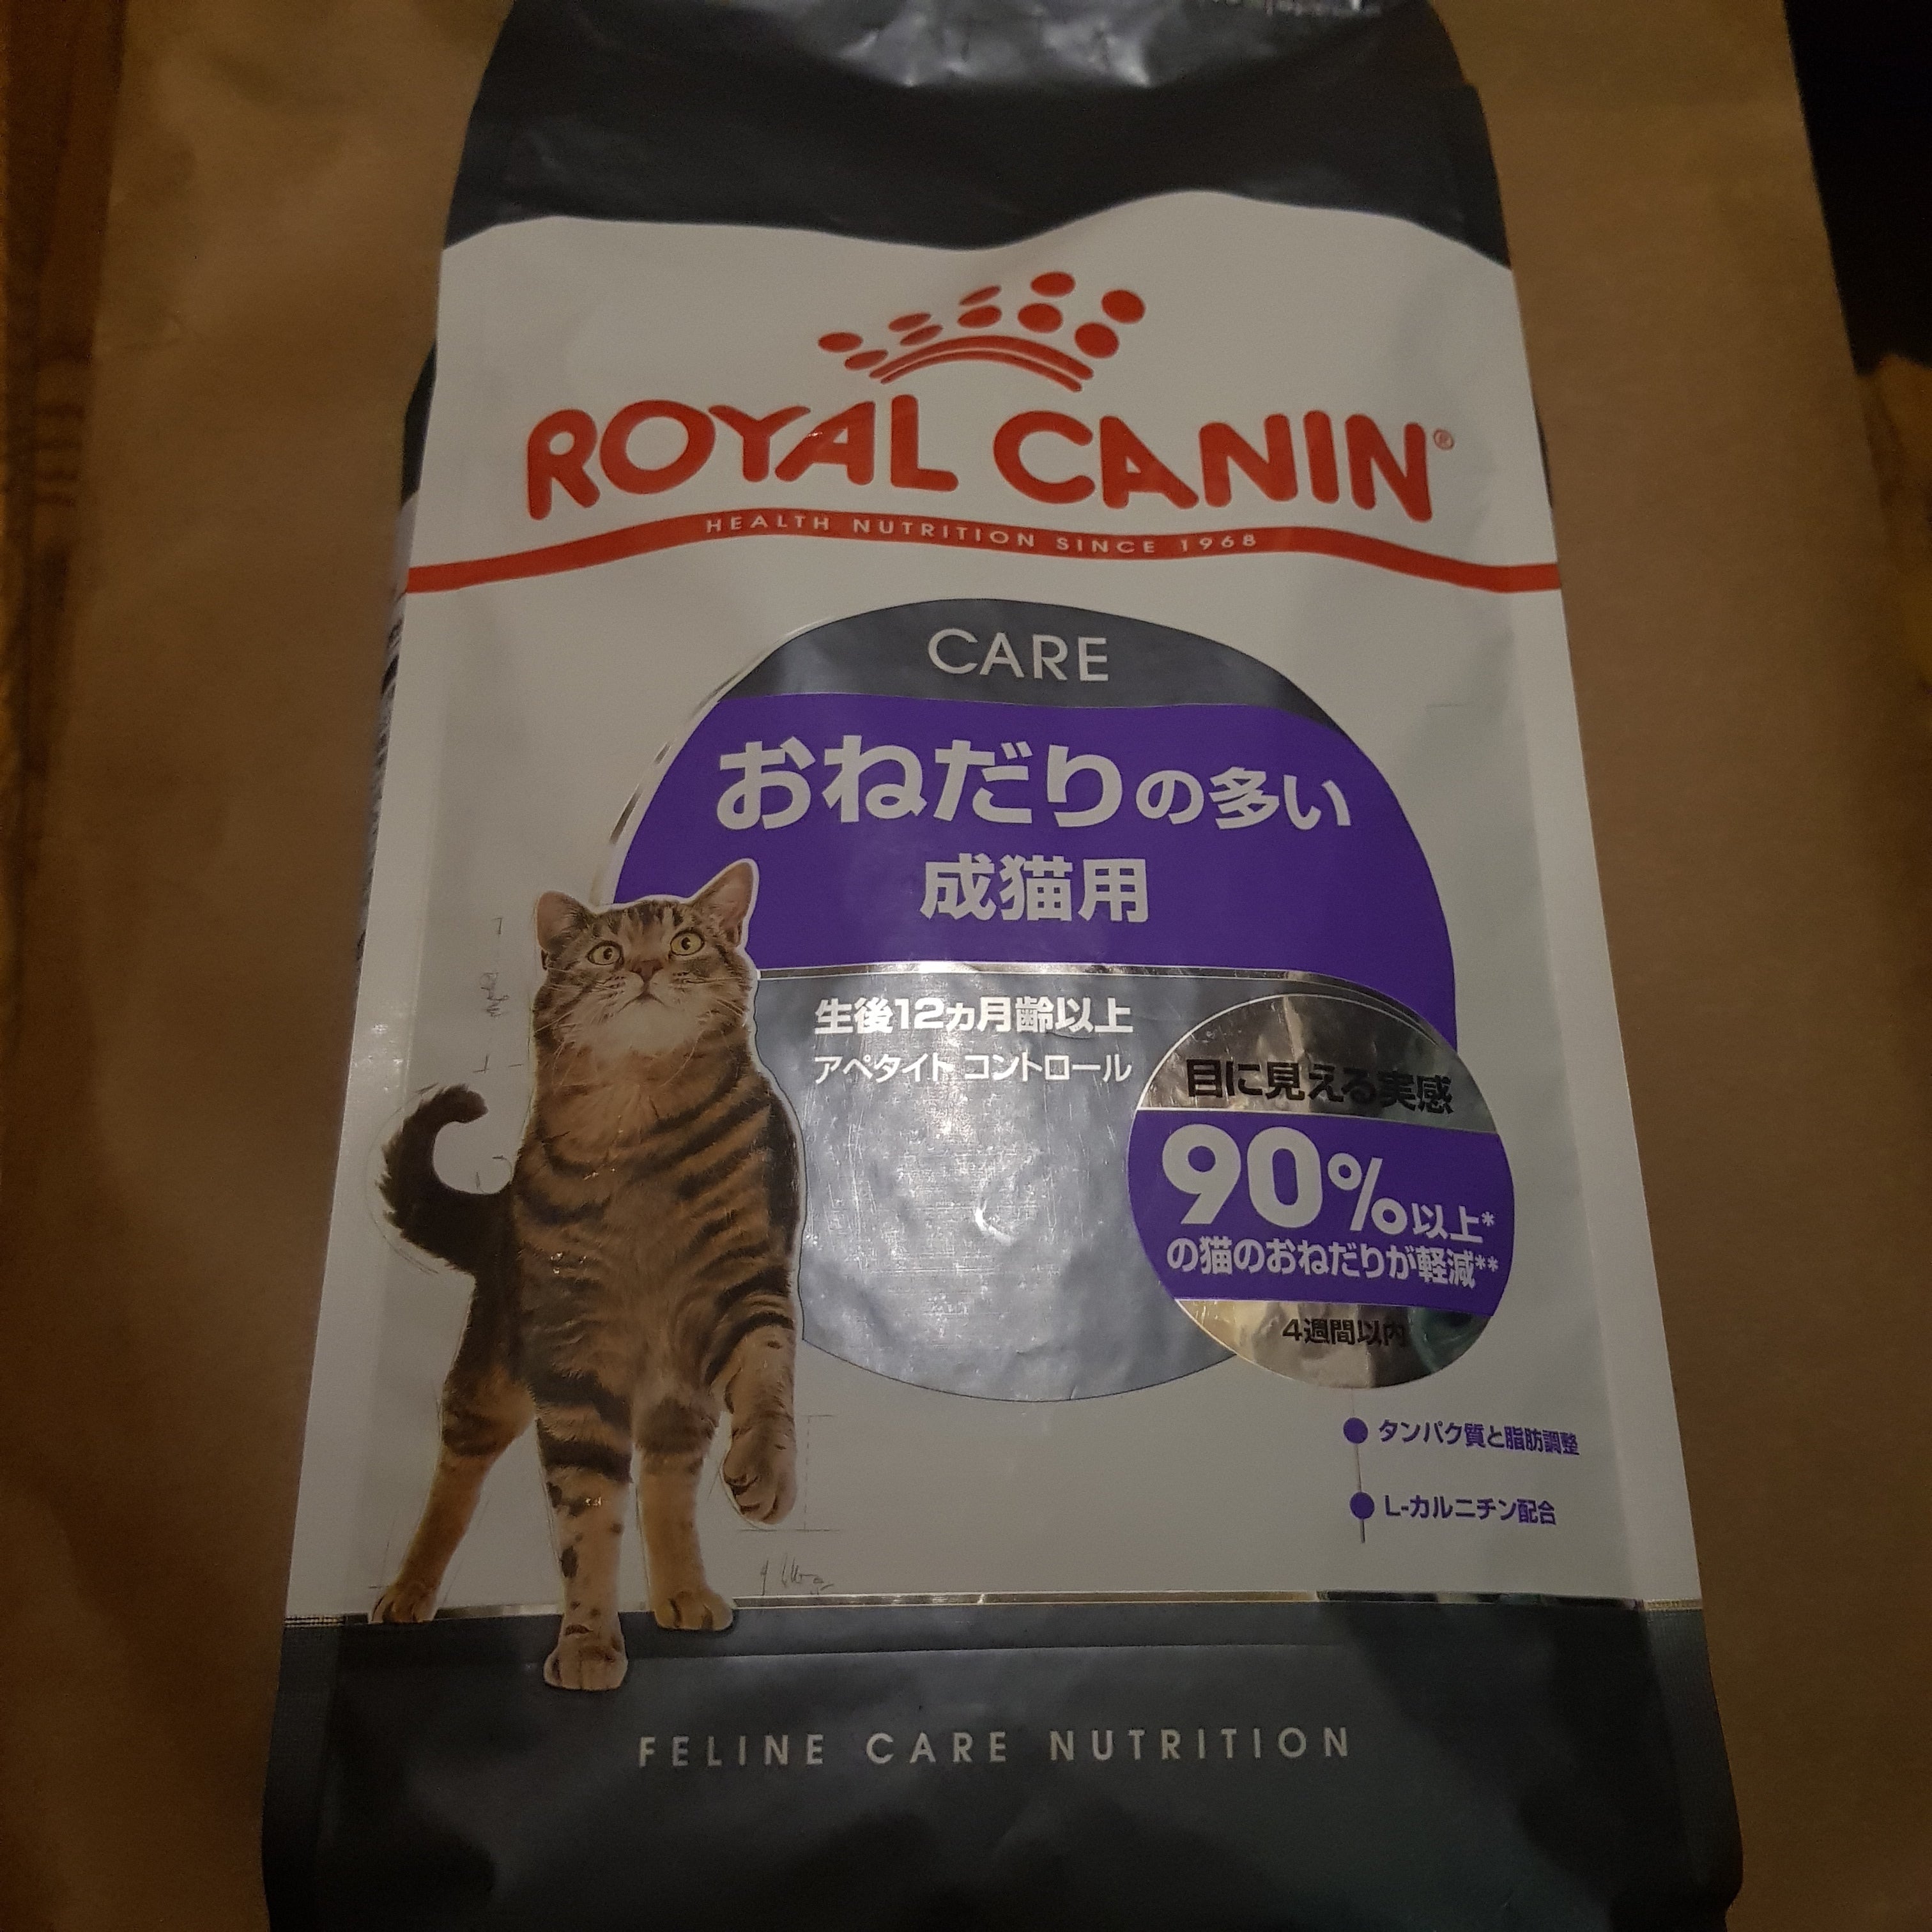 ROYAL CANIN®
HEALTH NUTRITION SINCE 1968
CARE
おねだりの多い
成猫用
生後12ヵ月齢以上
アペタイト コントロール
目に見える実感
90%以上*
の猫のおねだりが軽減**
4週間以内
タンパク質と脂肪調整
L-カルニチン配合
FELINE CARE NUTRITION